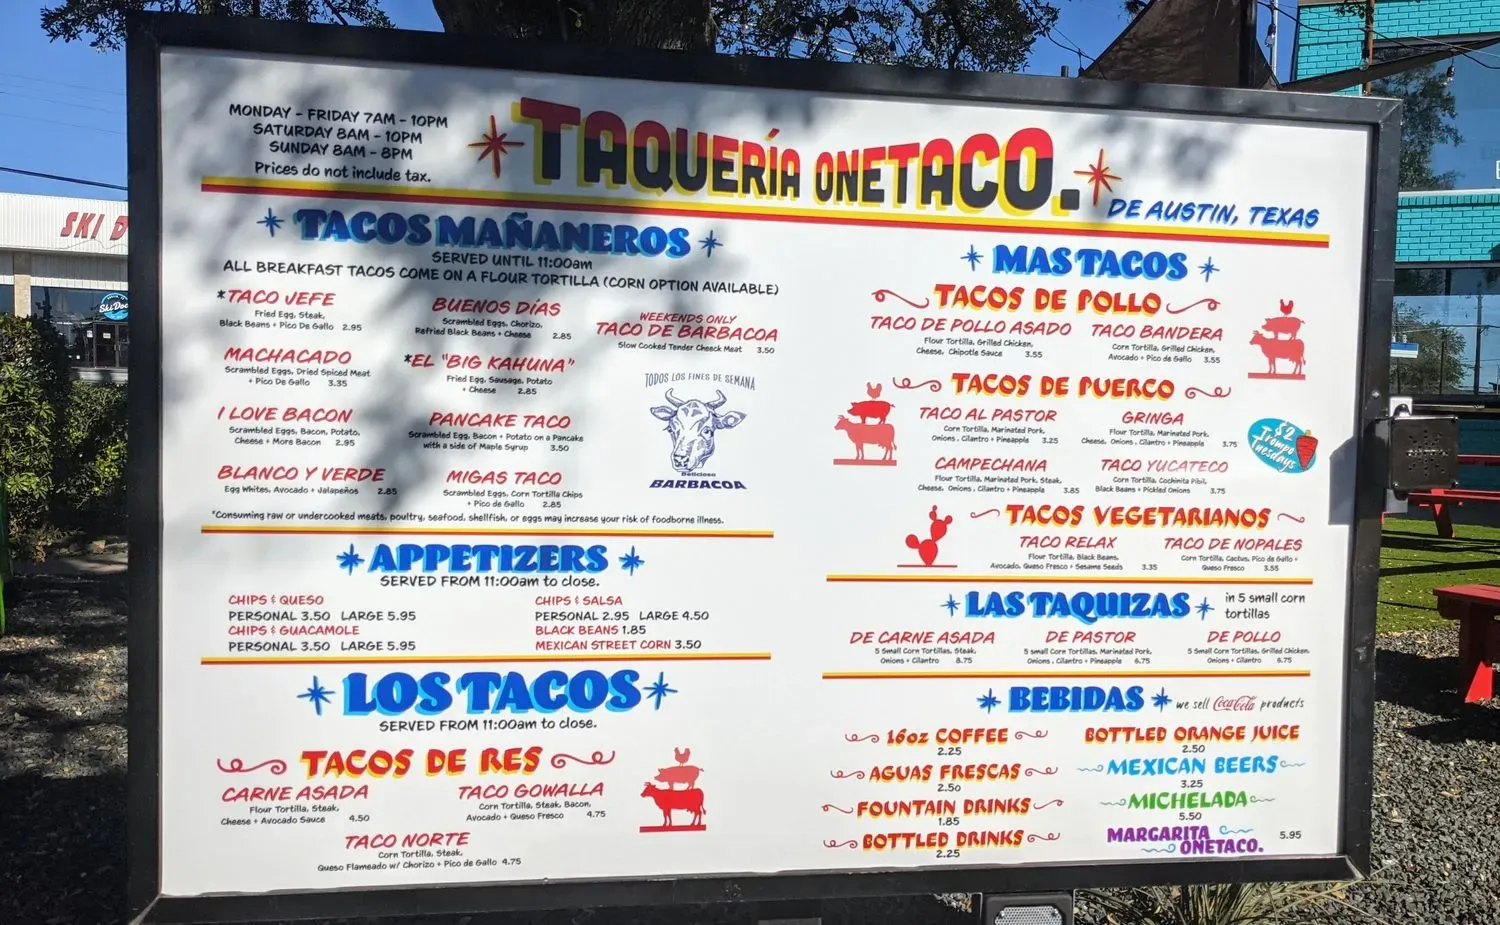 MONDAY - FRIDAY 7AM - 10PM
SATURDAY 8AM - 10PM
SUNDAY 8AM - 8PM
Prices do not include tax.
TAQUERÍA ONETACO.
DE AUSTIN, TEXAS
TACOS MAÑANEROS
SERVED UNTIL 11:00am
ALL BREAKFAST TACOS COME ON A FLOUR TORTILLA (CORN OPTION AVAILABLE)
*TACO JEFE
Fried Egg, Steak,
Black Beans + Pico De Gallo 2.95
MACHACADO
Scrambled Eggs, Dried Spiced Meat
+ Pico De Gallo 3.35
I LOVE BACON
Scrambled Eggs, Bacon, Potato,
Cheese + More Bacon 2.95
BLANCO Y VERDE
Egg Whites, Avocado + Jalapeños 2.85
BUENOS DÍAS
Scrambled Eggs, Chorizo,
Refried Black Beans + Cheese 2.85
*EL "BIG KAHUNA"
Fried Egg, Sausage, Potato
+ Cheese 2.85
PANCAKE TACO
Scrambled Egg, Bacon + Potato on a Pancake
with a side of Maple Syrup 3.50
MIGAS TACO
Scrambled Eggs, Corn Tortilla Chips
+ Pico de Gallo 2.85
WEEKENDS ONLY
TACO DE BARBACOA
Slow Cooked Tender Cheeck Meat 3.50
TODOS LOS FINES DE SEMANA
Deliciosa
BARBACOA
*Consuming raw or undercooked meats, poultry, seafood, shellfish, or eggs may increase your risk of foodborne illness.
APPETIZERS
SERVED FROM 11:00am to close.
CHIPS & QUESO
PERSONAL 3.50 LARGE 5.95
CHIPS & GUACAMOLE
PERSONAL 3.50 LARGE 5.95
CHIPS & SALSA
PERSONAL 2.95 LARGE 4.50
BLACK BEANS 1.85
MEXICAN STREET CORN 3.50
LOS TACOS
SERVED FROM 11:00am to close.
TACOS DE RES
CARNE ASADA
Flour Tortilla, Steak,
Cheese + Avocado Sauce 4.50
TACO GOWALLA
Corn Tortilla, Steak, Bacon,
Avocado + Queso Fresco 4.75
TACO NORTE
Corn Tortilla, Steak,
Queso Flameado w/ Chorizo + Pico de Gallo 4.75
MAS TACOS
TACOS DE POLLO
TACO DE POLLO ASADO
Flour Tortilla, Grilled Chicken,
Cheese, Chipotle Sauce 3.55
TACO BANDERA
Corn Tortilla, Grilled Chicken,
Avocado + Pico de Gallo 3.55
TACOS DE PUERCO
TACO AL PASTOR
Corn Tortilla, Marinated Pork,
Onions, Cilantro + Pineapple 3.25
GRINGA
Flour Tortilla, Marinated Pork,
Cheese, Onions, Cilantro + Pineapple 3.75
CAMPECHANA
Flour Tortilla, Marinated Pork, Steak,
Cheese, Onions, Cilantro + Pineapple 3.85
TACO YUCATECO
Corn Tortilla, Cochinita Pibil,
Black Beans + Pickled Onions 3.75
$2
Trompo
Tuesdays
TACOS VEGETARIANOS
TACO RELAX
Flour Tortilla, Black Beans,
Avocado, Queso Fresco + Sesame Seeds 3.35
TACO DE NOPALES
Corn Tortilla, Cactus, Pico de Gallo +
Queso Fresco 3.55
LAS TAQUIZAS
in 5 small corn
tortillas
DE CARNE ASADA
5 Small Corn Tortillas, Steak,
Onions + Cilantro 8.75
DE PASTOR
5 small Corn Tortillas, Marinated Pork,
Onions, Cilantro + Pineapple 6.75
DE POLLO
5 Small Corn Tortillas, Grilled Chicken,
Onions + Cilantro 6.75
BEBIDAS
we sell Coca-Cola products
16oz COFFEE
2.25
AGUAS FRESCAS
2.50
FOUNTAIN DRINKS
1.85
BOTTLED DRINKS
2.25
BOTTLED ORANGE JUICE
2.50
MEXICAN BEERS
3.25
MICHELADA
5.50
MARGARITA
ONETACO.
5.95
SKI D
Ski Doc